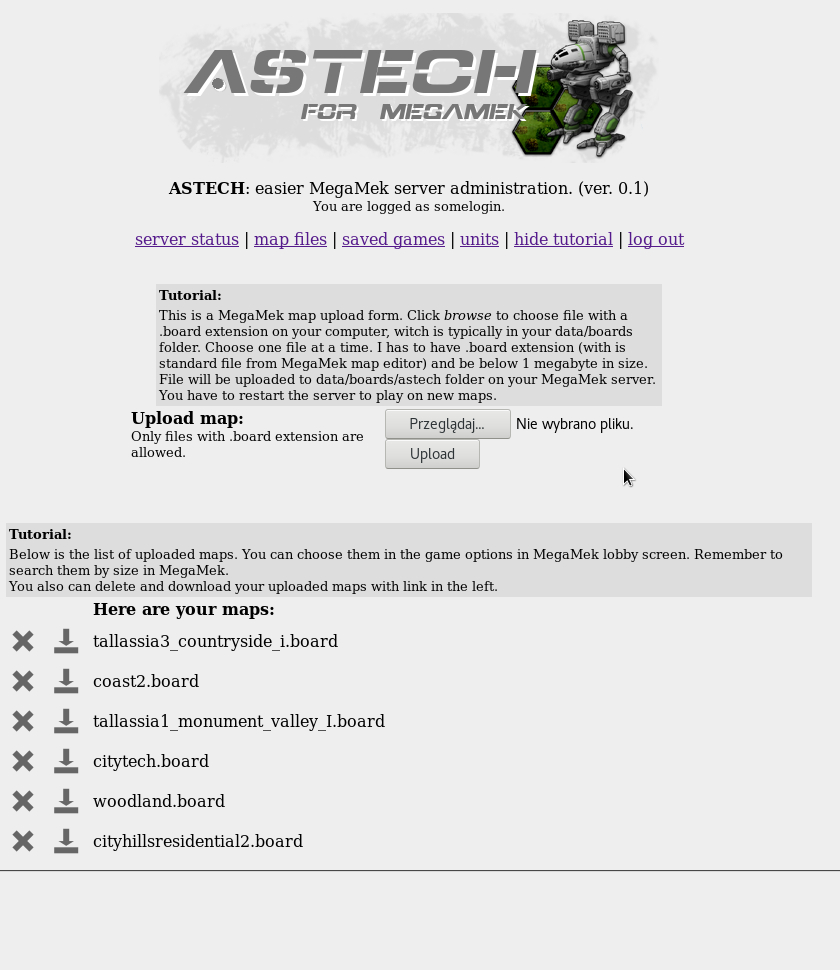 ASTECH
FOR MEGAMEK
ASTECH: easier MegaMek server administration. (ver. 0.1)
You are logged as somelogin.
server status | map files | saved games | units | hide tutorial | log out
Tutorial:
This is a MegaMek map upload form. Click browse to choose file with a
.board extension on your computer, witch is typically in your data/boards
folder. Choose one file at a time. I has to have .board extension (with is
standard file from MegaMek map editor) and be below 1 megabyte in size.
File will be uploaded to data/boards/astech folder on your MegaMek server.
You have to restart the server to play on new maps.
Upload map:
Only files with .board extension are
allowed.
Przeglądaj... Nie wybrano pliku.
Upload
Tutorial:
Below is the list of uploaded maps. You can choose them in the game options in MegaMek lobby screen. Remember to
search them by size in MegaMek.
You also can delete and download your uploaded maps with link in the left.
Here are your maps:
tallassia3_countryside_i.board
coast2.board
tallassia1_monument_valley_I.board
citytech.board
woodland.board
cityhillsresidential2.board